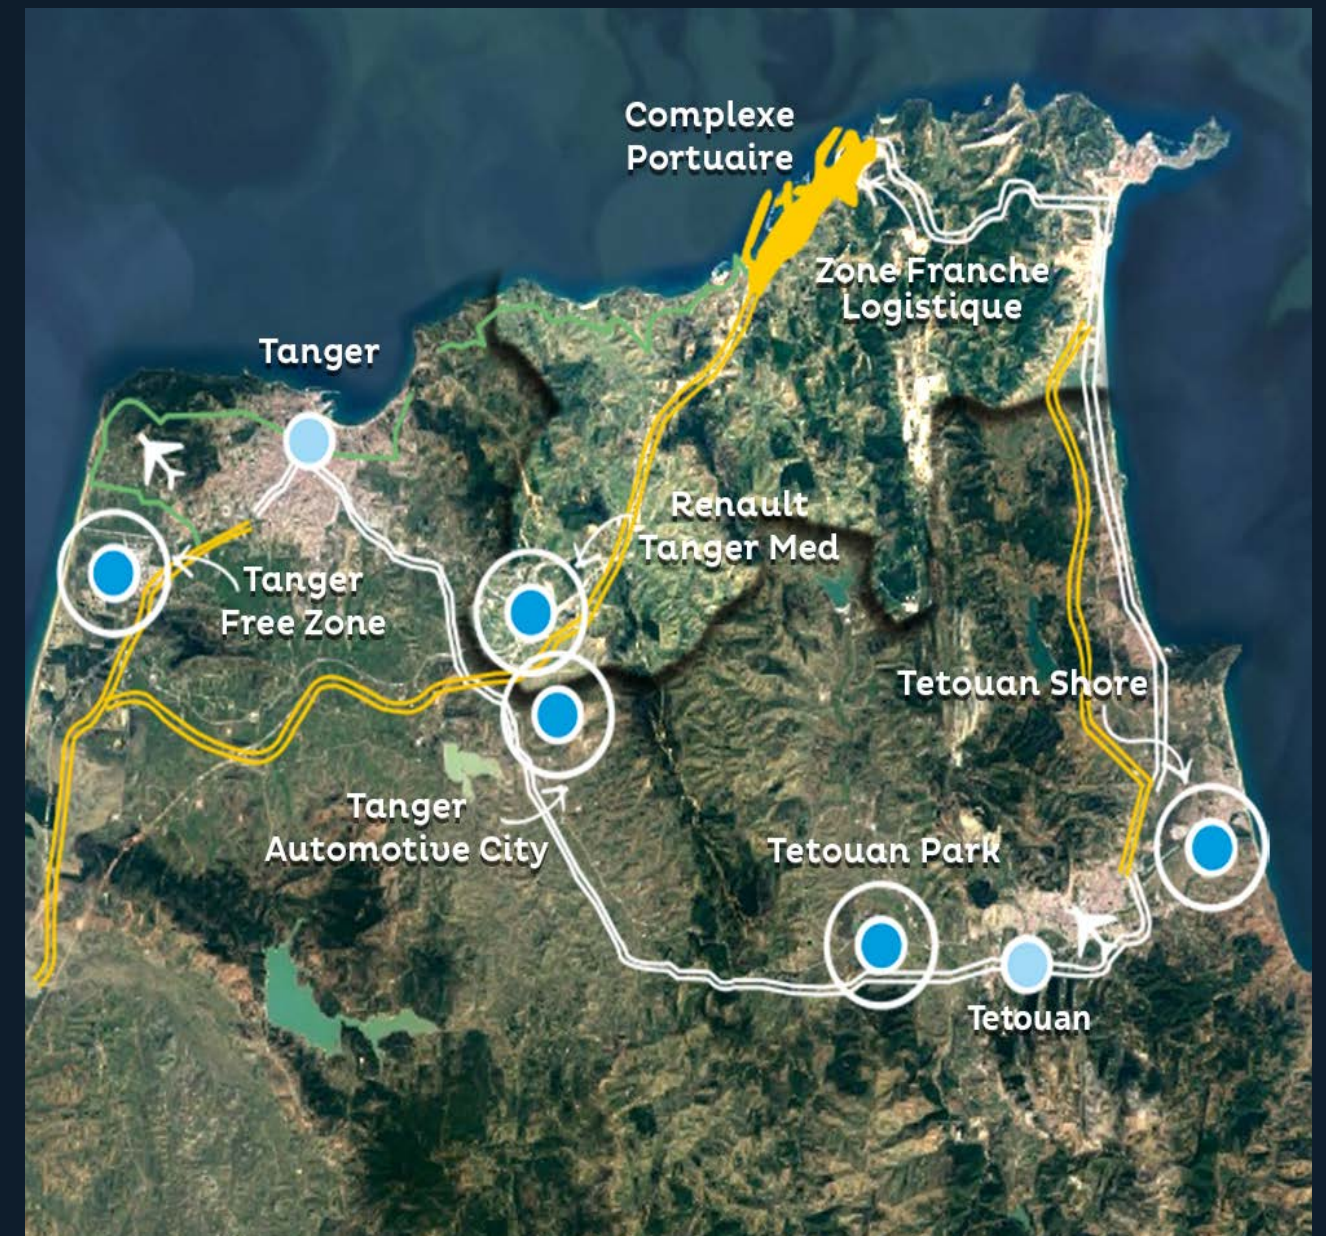 Complexe
Portuaire
Zone Franche
Logistique
Tanger
Renault
Tanger Med
Tanger
Free Zone
Tetouan Shore
Tanger
Automotive City
Tetouan Park
Tetouan